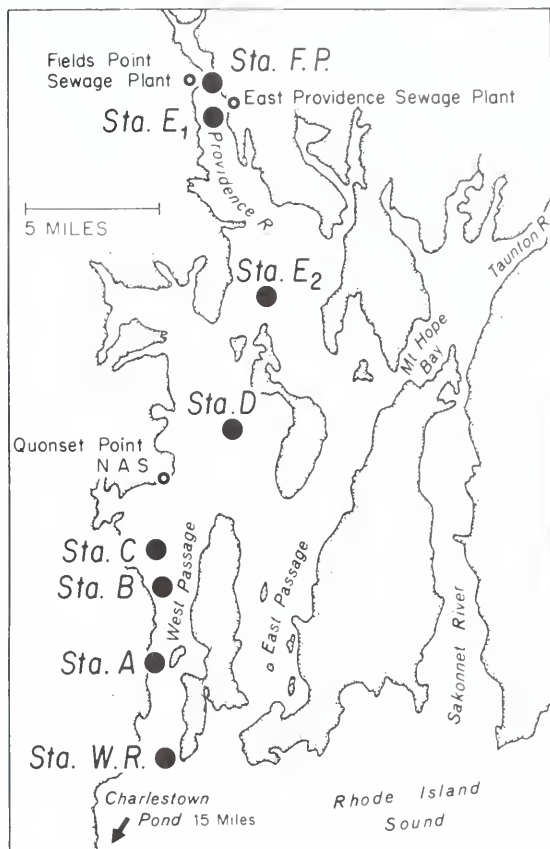 Fields Point
Sewage Plant
Sta. F.P.
East Providence Sewage Plant
Sta. E1
Providence R
5 MILES
Taunton R.
Sta. E2
Mt Hope
Bay
Sta. D
Quonset Point
NAS
Sta. C
West Passage
Sta. B
East Passage
Sta. A
Sakonnet River
Sta. W.R.
Charlestown
Pond 15 Miles
Rhode Island
Sound